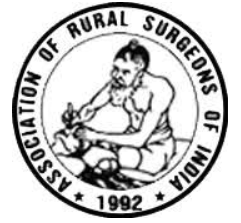 ASSOCIATION OF RURAL SURGEONS OF INDIA
★ 1992 ★